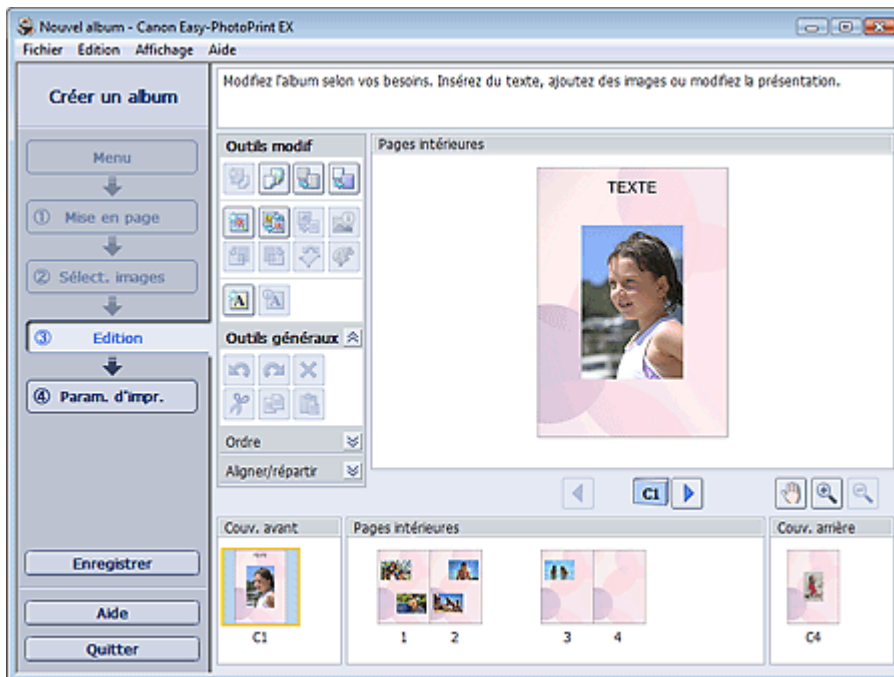 Nouvel album - Canon Easy-PhotoPrint EX
Fichier Edition Affichage Aide
Créer un album
Modifiez l'album selon vos besoins. Insérez du texte, ajoutez des images ou modifiez la présentation.
Menu
① Mise en page
② Sélect. images
③ Edition
④ Param. d'impr.
Enregistrer
Aide
Quitter
Outils modif
Outils généraux
Ordre
Aligner/répartir
Pages intérieures
TEXTE
C1
Couv. avant
TEXTE
C1
Pages intérieures
1 2 3 4
Couv. arrière
C4